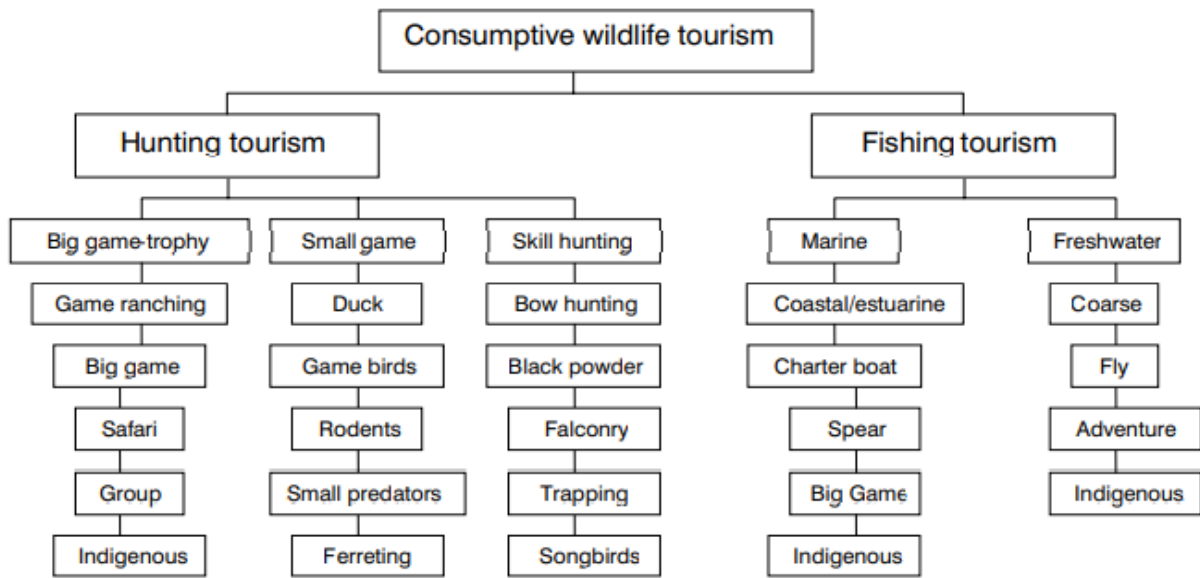 Consumptive wildlife tourism
Hunting tourism
Fishing tourism
Big game-trophy
Small game
Skill hunting
Marine
Freshwater
Game ranching
Duck
Bow hunting
Coastal/estuarine
Coarse
Big game
Game birds
Black powder
Charter boat
Fly
Safari
Rodents
Falconry
Spear
Adventure
Group
Small predators
Trapping
Big Game
Indigenous
Indigenous
Ferreting
Songbirds
Indigenous